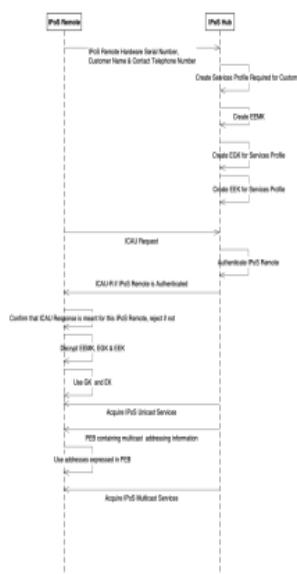 IPoS Remote
IPoS Hub
IPoS Remote Hardware Serial Number,
Customer Name & Contact Telephone Number
Create Services Profile Required for Custom
Create EEMK
Create EGK for Services Profile
Create EEK for Services Profile
ICAU Request
Authenticate IPoS Remote
ICAU-R if IPoS Remote is Authenticated
Confirm that ICAU Response is meant for this IPoS Remote, reject if not
Decrypt EEMK, EGK & EEK
Use GK and EK
Acquire IPoS Unicast Services
PEB containing multicast addressing information
Use addresses expressed in PEB
Acquire IPoS Multicast Services